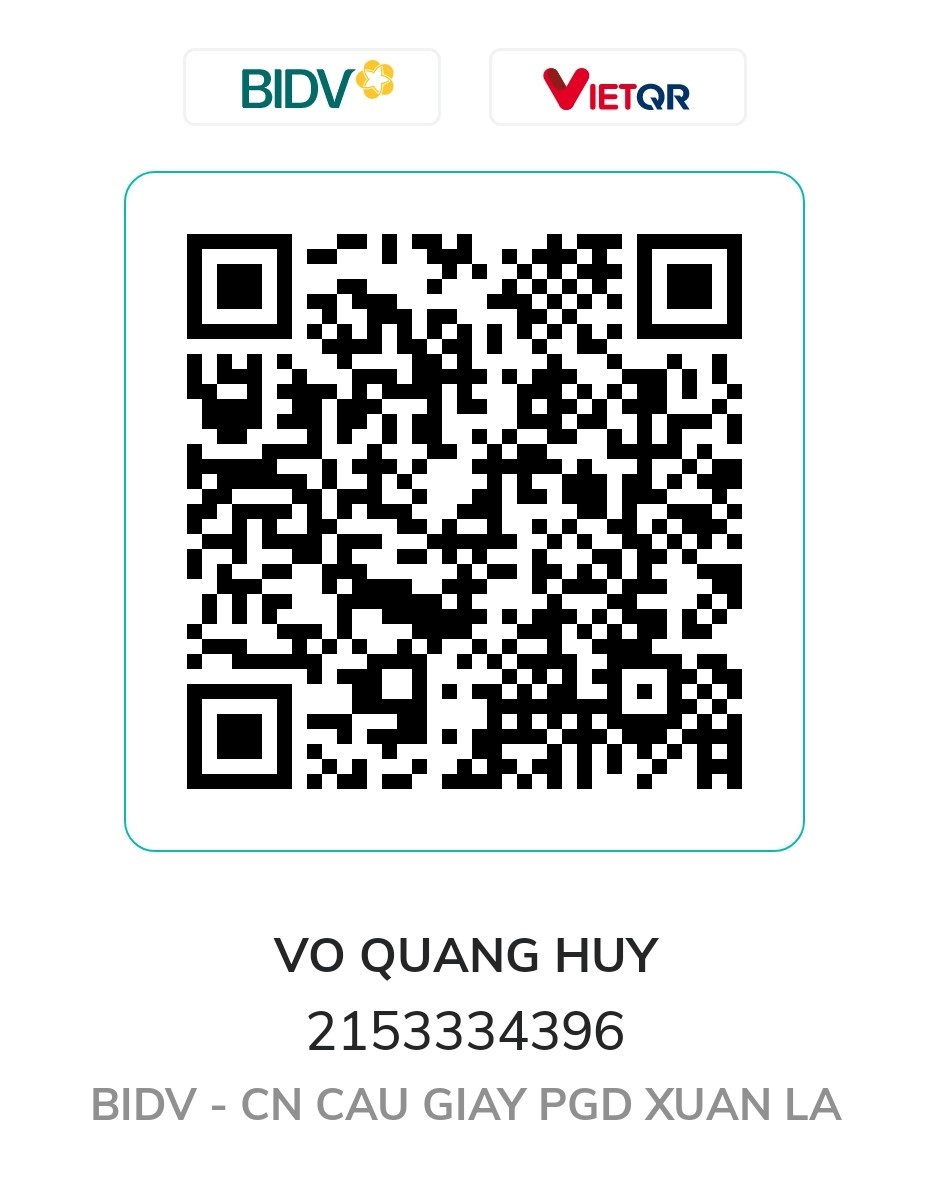 BIDV
VIETQR
VO QUANG HUY
2153334396
BIDV - CN CAU GIAY PGD XUAN LA